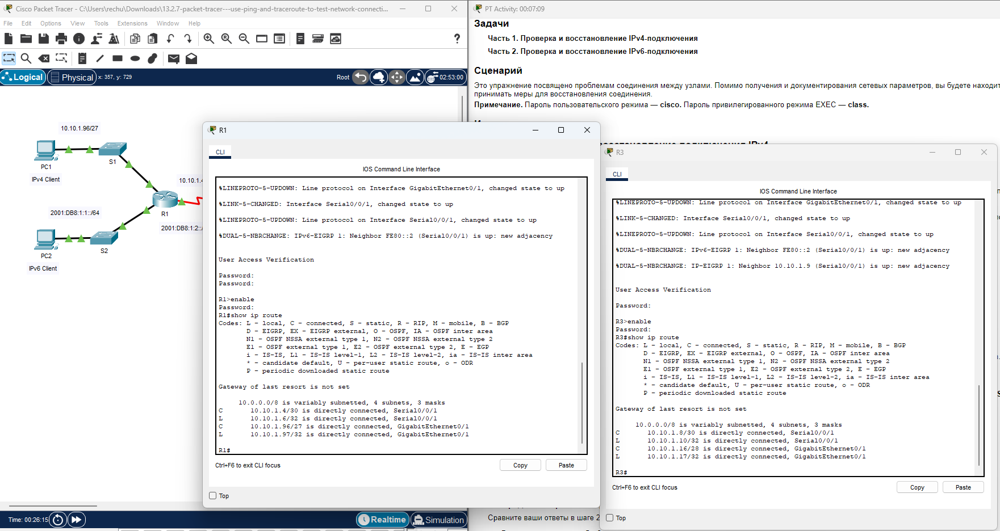 Cisco Packet Tracer - C:\Users\rechu\Downloads\13.2.7-packet-tracer---use-ping-and-traceroute-to-test-network-connecti...
File Edit Options View Tools Extensions Window Help
Logical Physical x: 357, y: 729 Root 02:53:00
10.10.1.96/27
PC1
S1
IPv4 Client
10.10.1.4
R1
2001:DB8:1:1::/64
2001:DB8:1:2::/
PC2
S2
IPv6 Client
Time: 00:26:15 Realtime Simulation
PT Activity: 00:07:09
Задачи
Часть 1. Проверка и восстановление IPv4-подключения
Часть 2. Проверка и восстановление IPv6-подключения
Сценарий
Это упражнение посвящено проблемам соединения между узлами. Помимо получения и документирования сетевых параметров, вы будете находит
принимать меры для восстановления соединения.
Примечание. Пароль пользовательского режима — cisco. Пароль привилегированного режима EXEC — class.
Сравните ваши ответы в шаге 2
R1
CLI
IOS Command Line Interface
%LINEPROTO-5-UPDOWN: Line protocol on Interface GigabitEthernet0/1, changed state to up
%LINK-5-CHANGED: Interface Serial0/0/1, changed state to up
%LINEPROTO-5-UPDOWN: Line protocol on Interface Serial0/0/1, changed state to up
%DUAL-5-NBRCHANGE: IPv6-EIGRP 1: Neighbor FE80::2 (Serial0/0/1) is up: new adjacency
User Access Verification
Password:
Password:
R1>enable
Password:
R1#show ip route
Codes: L - local, C - connected, S - static, R - RIP, M - mobile, B - BGP
D - EIGRP, EX - EIGRP external, O - OSPF, IA - OSPF inter area
N1 - OSPF NSSA external type 1, N2 - OSPF NSSA external type 2
E1 - OSPF external type 1, E2 - OSPF external type 2, E - EGP
i - IS-IS, L1 - IS-IS level-1, L2 - IS-IS level-2, ia - IS-IS inter area
* - candidate default, U - per-user static route, o - ODR
P - periodic downloaded static route
Gateway of last resort is not set
10.0.0.0/8 is variably subnetted, 4 subnets, 3 masks
C 10.10.1.4/30 is directly connected, Serial0/0/1
L 10.10.1.6/32 is directly connected, Serial0/0/1
C 10.10.1.96/27 is directly connected, GigabitEthernet0/1
L 10.10.1.97/32 is directly connected, GigabitEthernet0/1
R1#
Ctrl+F6 to exit CLI focus
Copy Paste
Top
R3
CLI
IOS Command Line Interface
%LINEPROTO-5-UPDOWN: Line protocol on Interface GigabitEthernet0/1, changed state to up
%LINK-5-CHANGED: Interface Serial0/0/1, changed state to up
%LINEPROTO-5-UPDOWN: Line protocol on Interface Serial0/0/1, changed state to up
%DUAL-5-NBRCHANGE: IPv6-EIGRP 1: Neighbor FE80::2 (Serial0/0/1) is up: new adjacency
%DUAL-5-NBRCHANGE: IP-EIGRP 1: Neighbor 10.10.1.9 (Serial0/0/1) is up: new adjacency
User Access Verification
Password:
R3>enable
Password:
R3#show ip route
Codes: L - local, C - connected, S - static, R - RIP, M - mobile, B - BGP
D - EIGRP, EX - EIGRP external, O - OSPF, IA - OSPF inter area
N1 - OSPF NSSA external type 1, N2 - OSPF NSSA external type 2
E1 - OSPF external type 1, E2 - OSPF external type 2, E - EGP
i - IS-IS, L1 - IS-IS level-1, L2 - IS-IS level-2, ia - IS-IS inter area
* - candidate default, U - per-user static route, o - ODR
P - periodic downloaded static route
Gateway of last resort is not set
10.0.0.0/8 is variably subnetted, 4 subnets, 3 masks
C 10.10.1.8/30 is directly connected, Serial0/0/1
L 10.10.1.10/32 is directly connected, Serial0/0/1
C 10.10.1.16/28 is directly connected, GigabitEthernet0/1
L 10.10.1.17/32 is directly connected, GigabitEthernet0/1
R3#
Ctrl+F6 to exit CLI focus
Copy Paste
Top